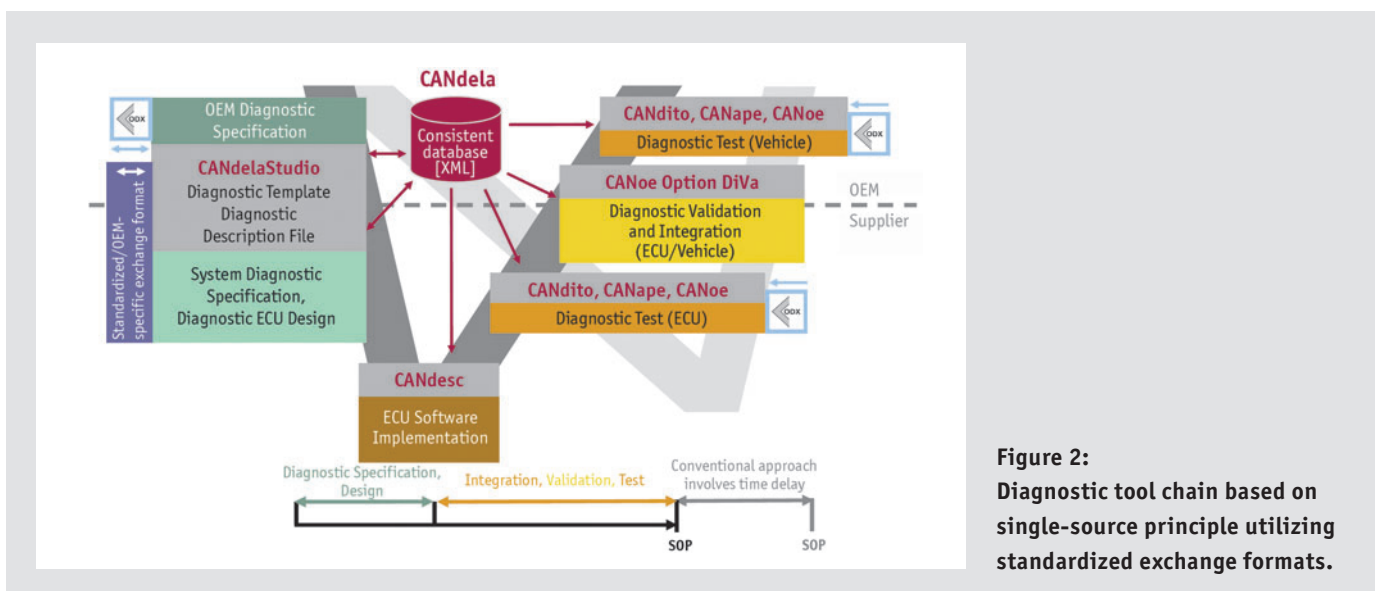 CANdela
Consistent
database
[XML]
ODX
OEM Diagnostic
Specification
CANdelaStudio
Diagnostic Template
Diagnostic
Description File
System Diagnostic
Specification,
Diagnostic ECU Design
Standardized/OEM-
specific exchange format
CANdito, CANape, CANoe
Diagnostic Test (Vehicle)
ODX
CANoe Option DiVa
Diagnostic Validation
and Integration
(ECU/Vehicle)
OEM
Supplier
CANdito, CANape, CANoe
Diagnostic Test (ECU)
ODX
CANdesc
ECU Software
Implementation
Diagnostic Specification,
Design
Integration, Validation, Test
Conventional approach
involves time delay
SOP
SOP
Figure 2:
Diagnostic tool chain based on
single-source principle utilizing
standardized exchange formats.